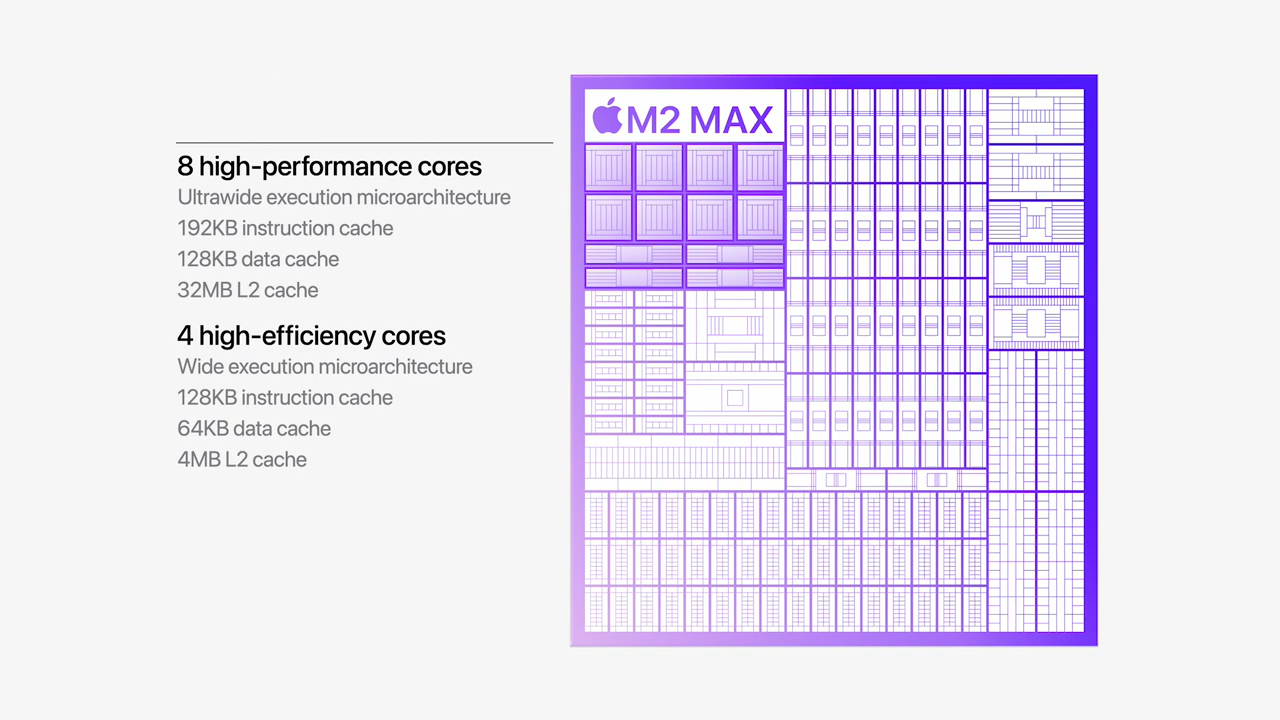 8 high-performance cores
Ultrawide execution microarchitecture
192KB instruction cache
128KB data cache
32MB L2 cache
4 high-efficiency cores
Wide execution microarchitecture
128KB instruction cache
64KB data cache
4MB L2 cache
M2 MAX